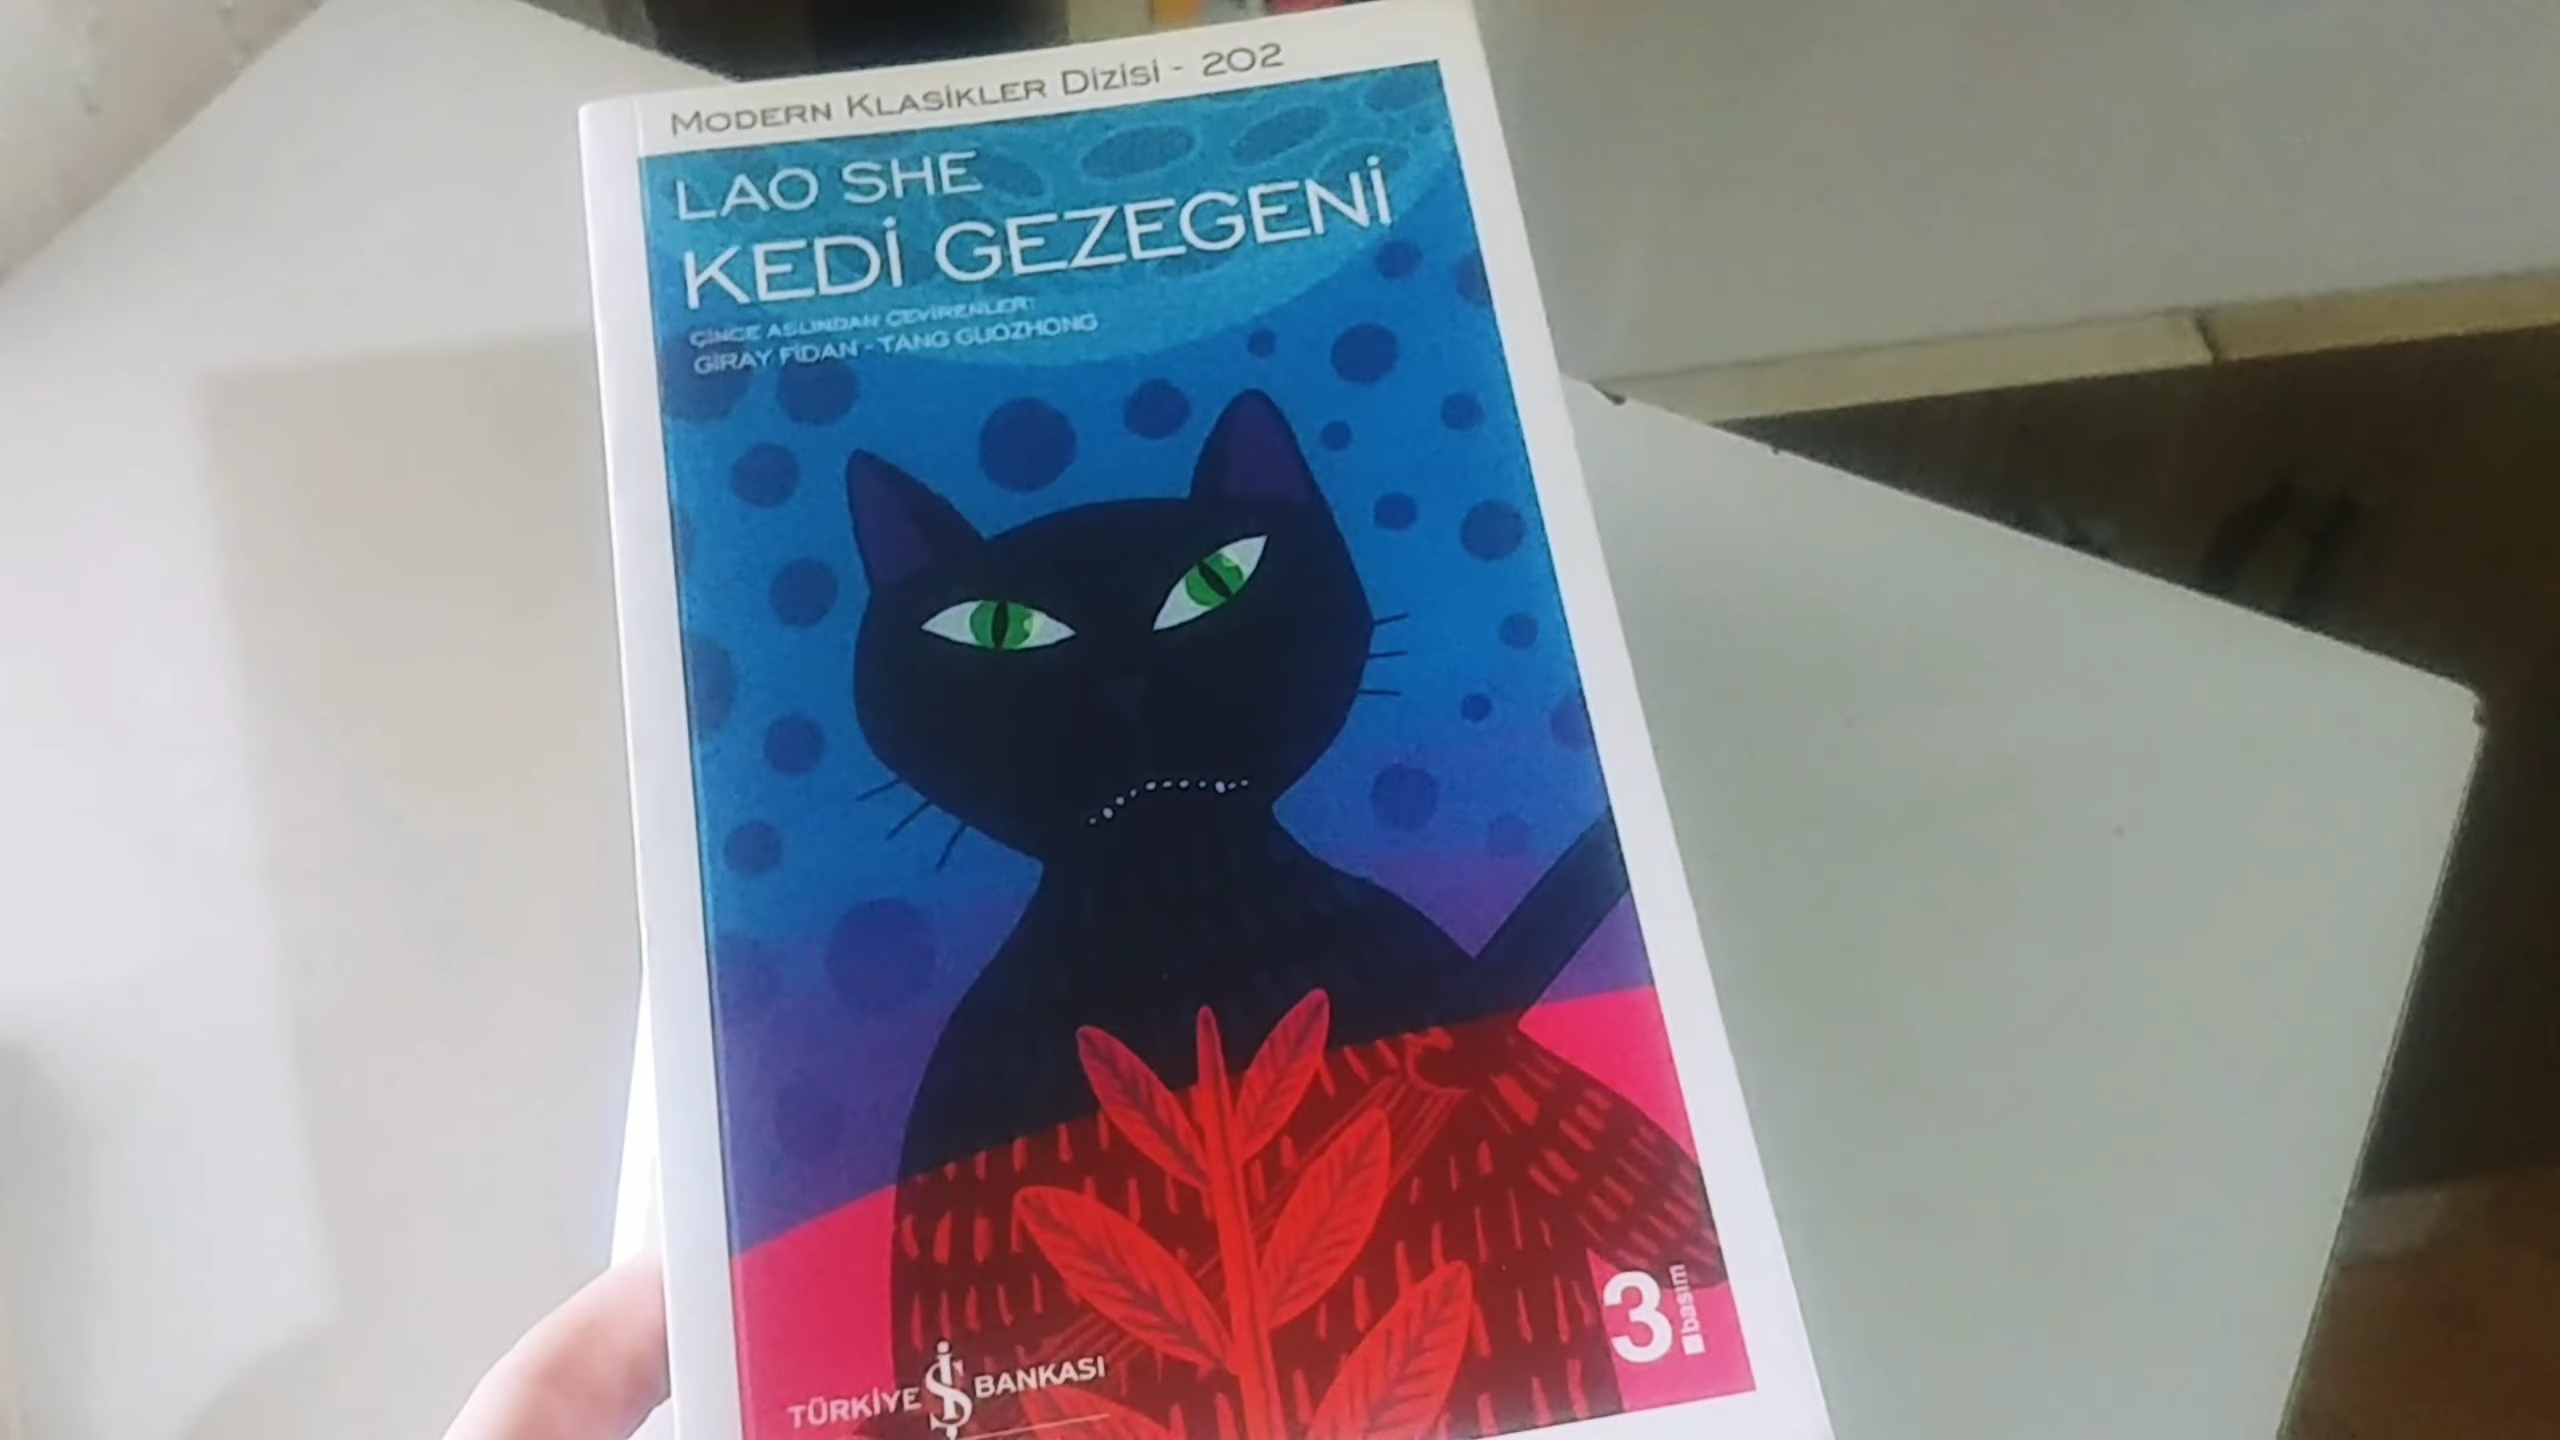 MODERN KLASİKLER DİZİSİ - 202
LAO SHE
KEDİ GEZEGENİ
ÇİNCE ASLINDAN ÇEVİRENLER:
GİRAY FİDAN - TANG GUOZHONG
3. basım
TÜRKİYE İŞ BANKASI